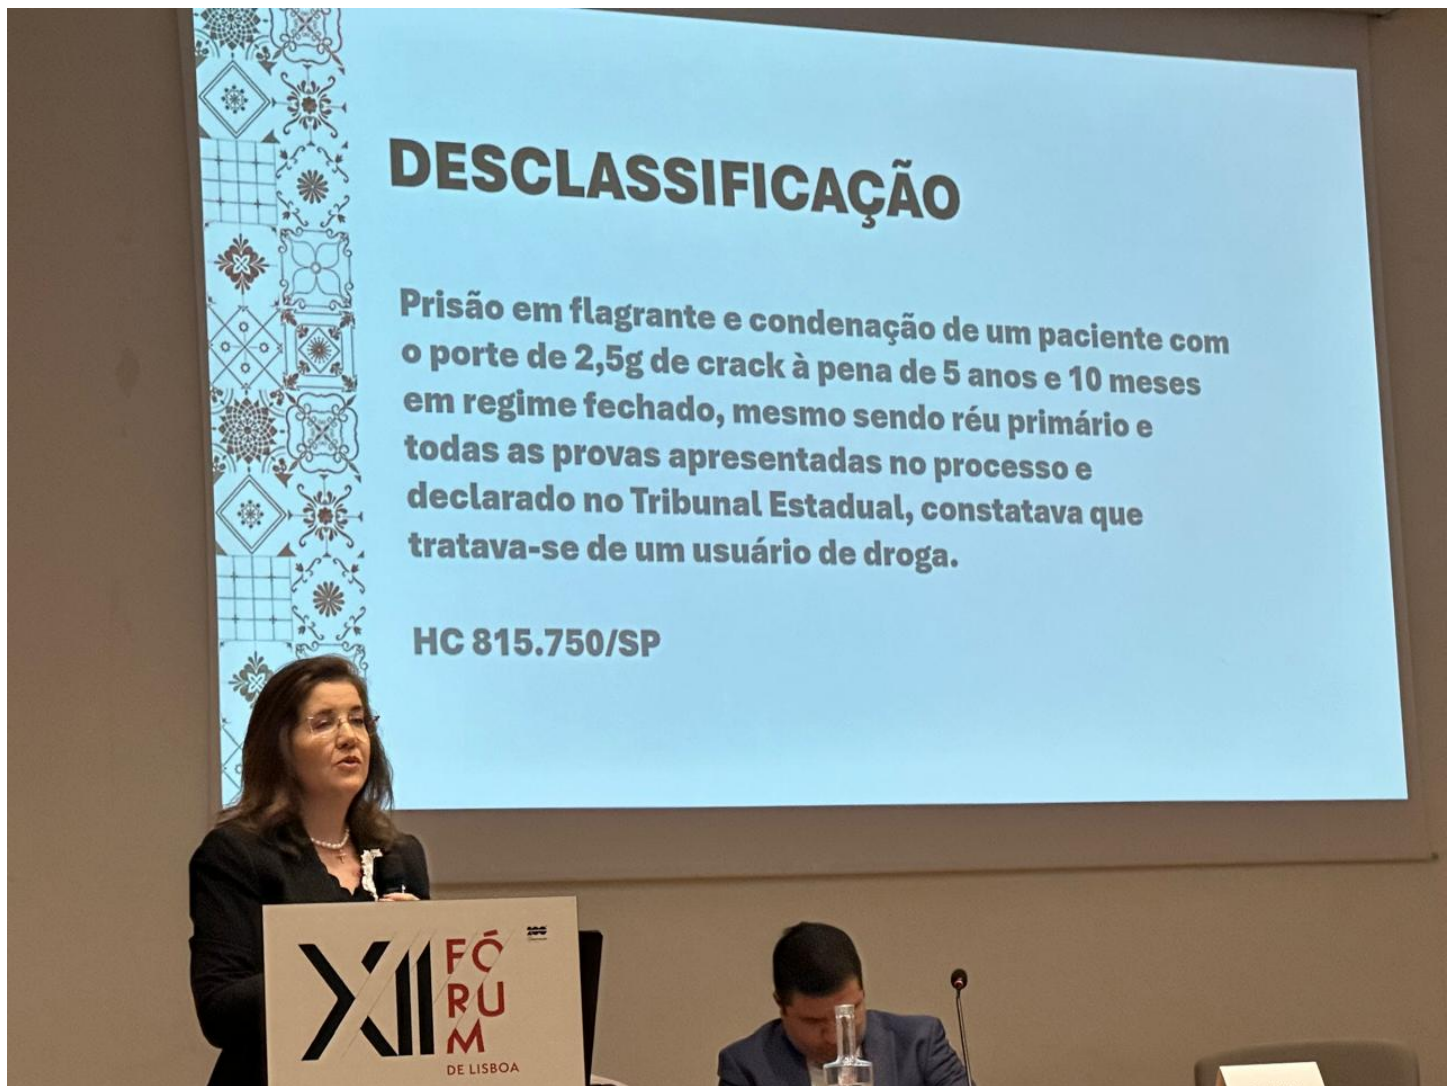 DESCLASSIFICAÇÃO
Prisão em flagrante e condenação de um paciente com
o porte de 2,5g de crack à pena de 5 anos e 10 meses
em regime fechado, mesmo sendo réu primário e
todas as provas apresentadas no processo e
declarado no Tribunal Estadual, constatava que
tratava-se de um usuário de droga.
HC 815.750/SP
XII
FÓ
RU
M
DE LISBOA